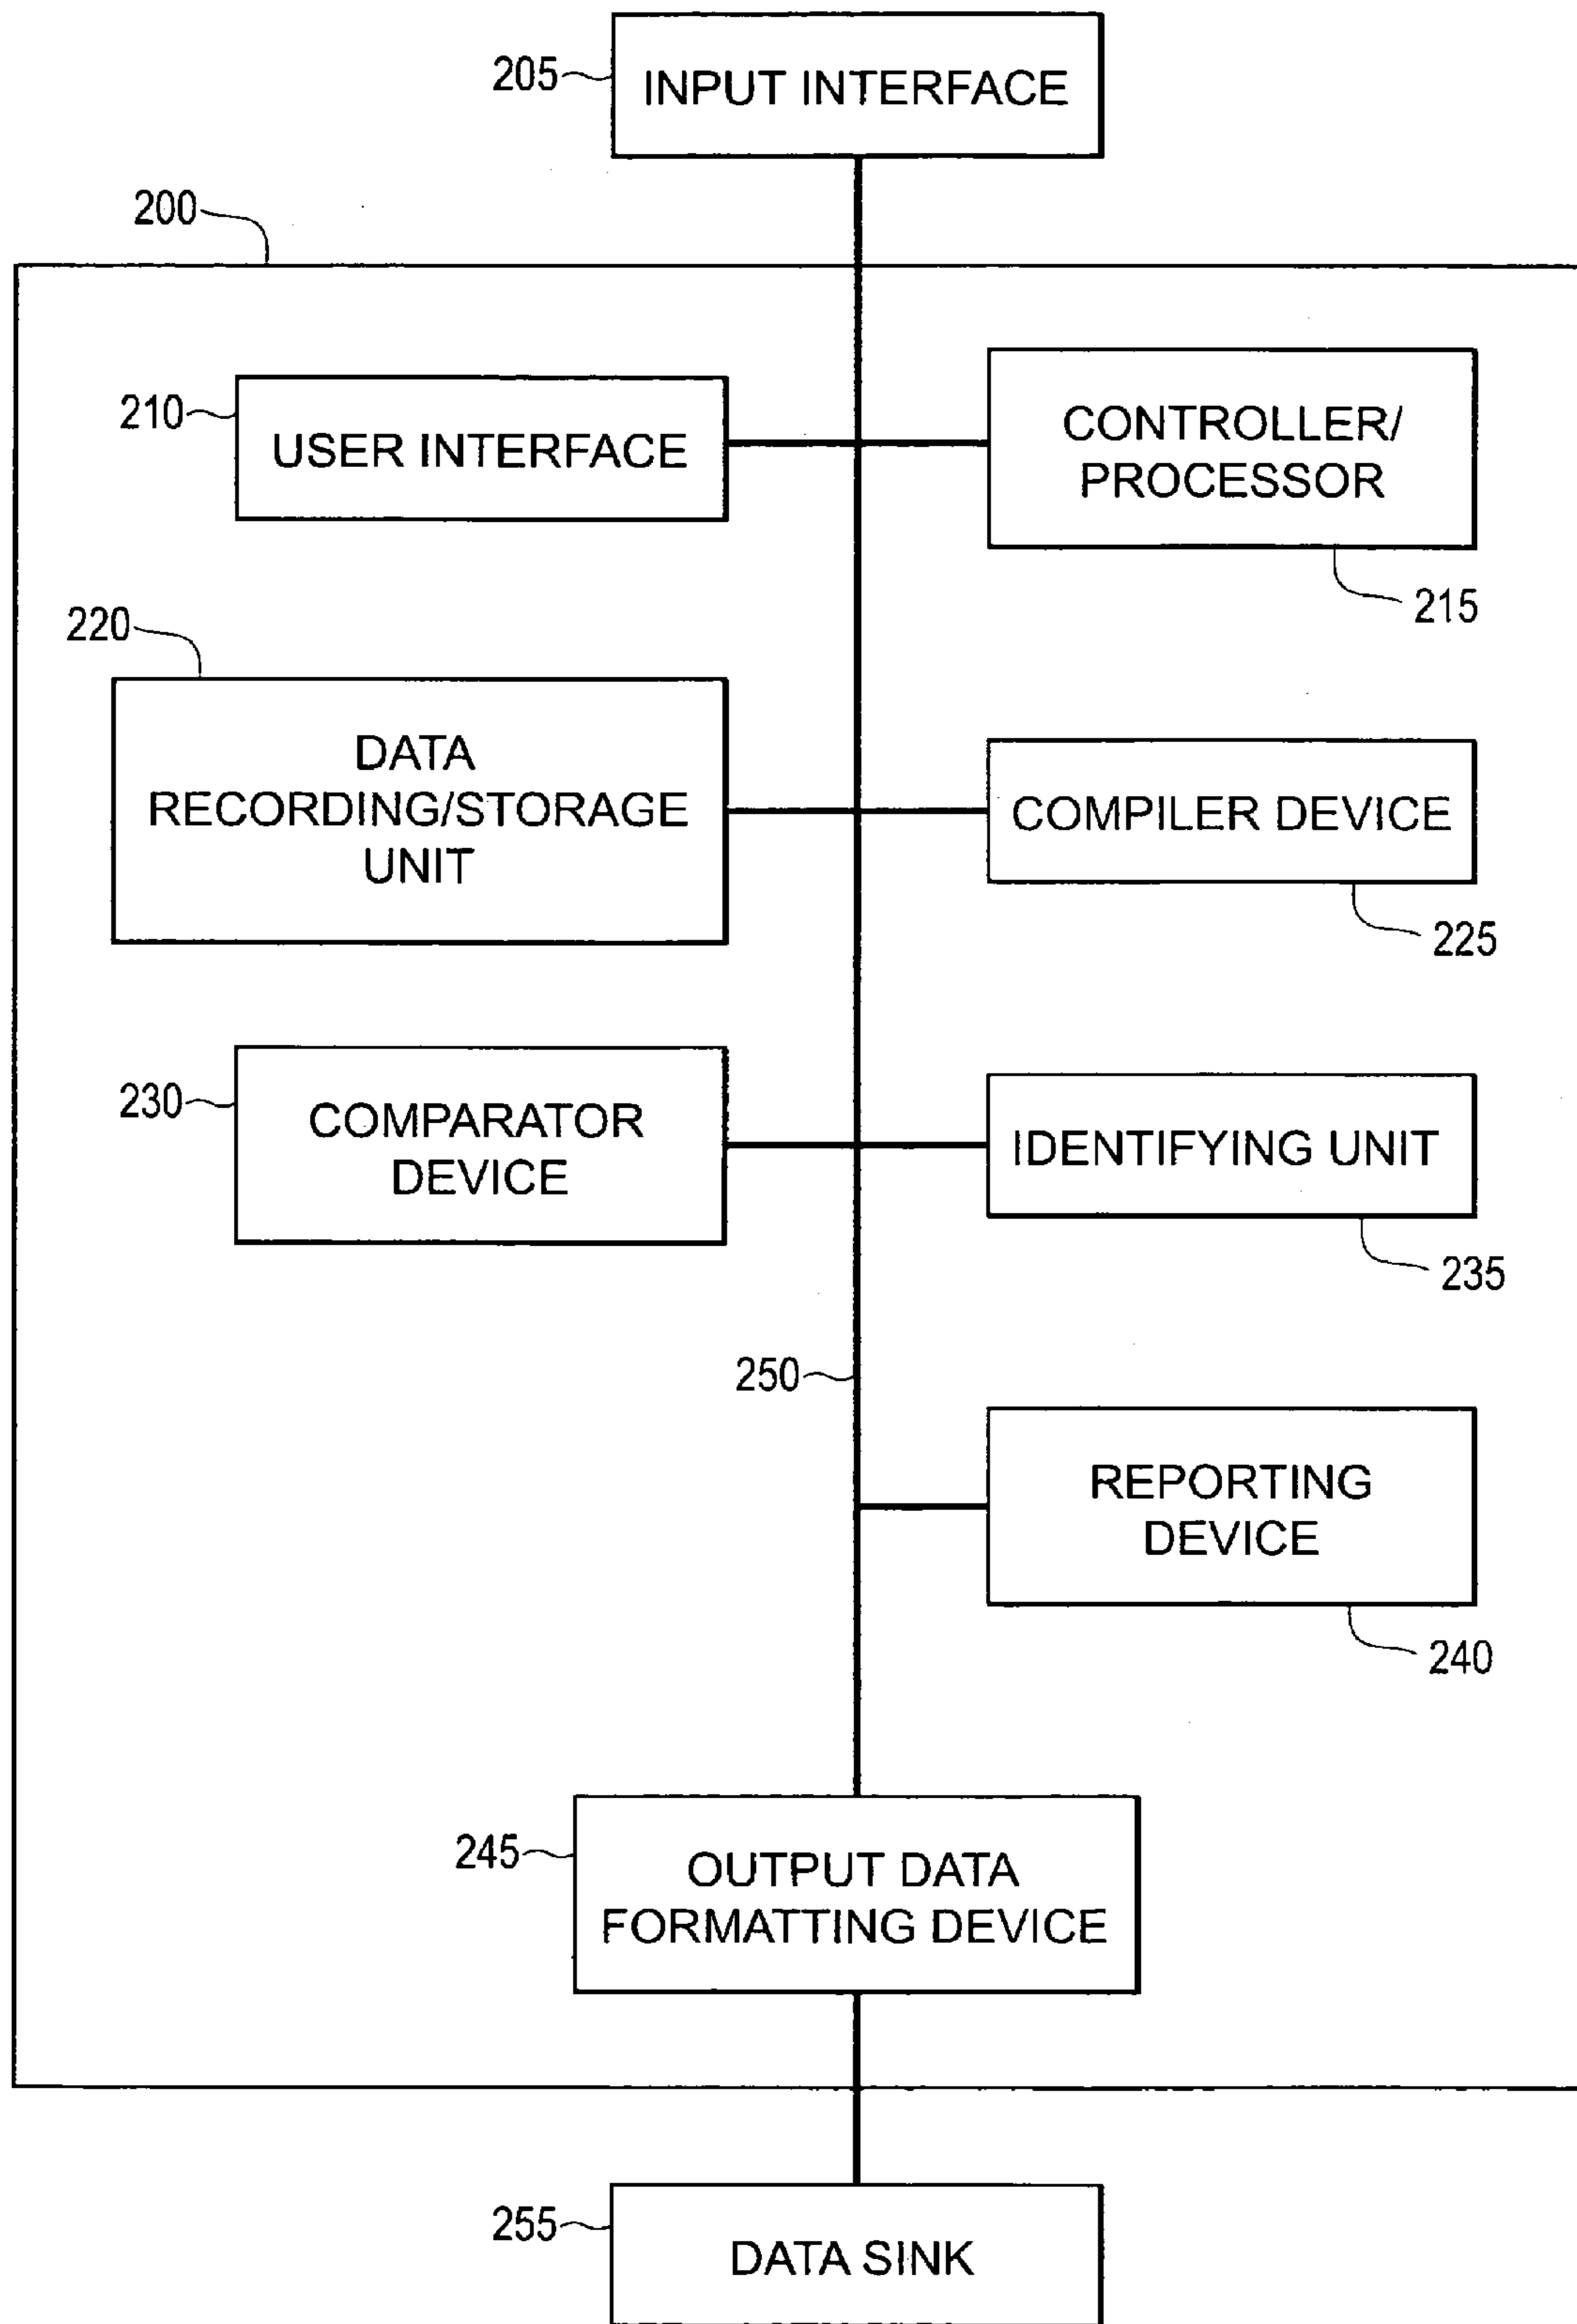 205
INPUT INTERFACE
200
210
USER INTERFACE
CONTROLLER/
PROCESSOR
215
220
DATA
RECORDING/STORAGE
UNIT
COMPILER DEVICE
225
230
COMPARATOR
DEVICE
IDENTIFYING UNIT
235
250
REPORTING
DEVICE
240
245
OUTPUT DATA
FORMATTING DEVICE
255
DATA SINK